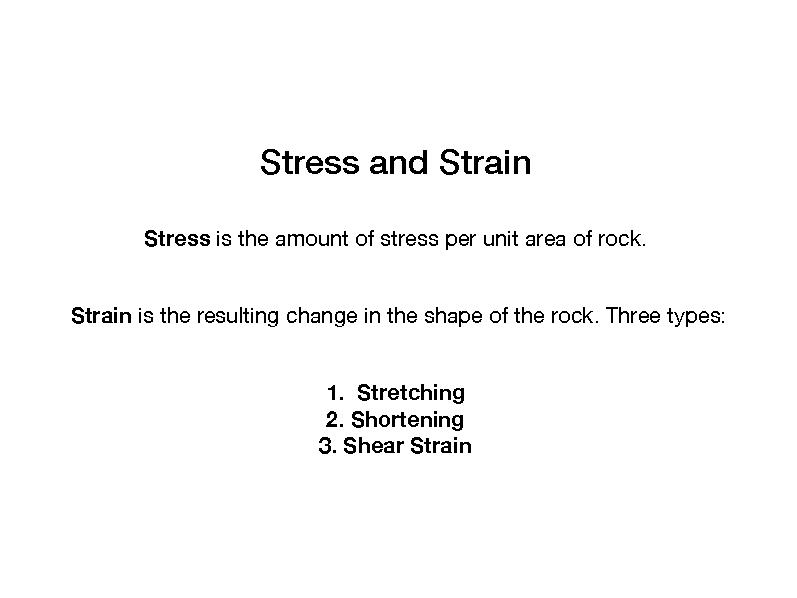 Stress and Strain
Stress is the amount of stress per unit area of rock.
Strain is the resulting change in the shape of the rock. Three types:
1. Stretching
2. Shortening
3. Shear Strain